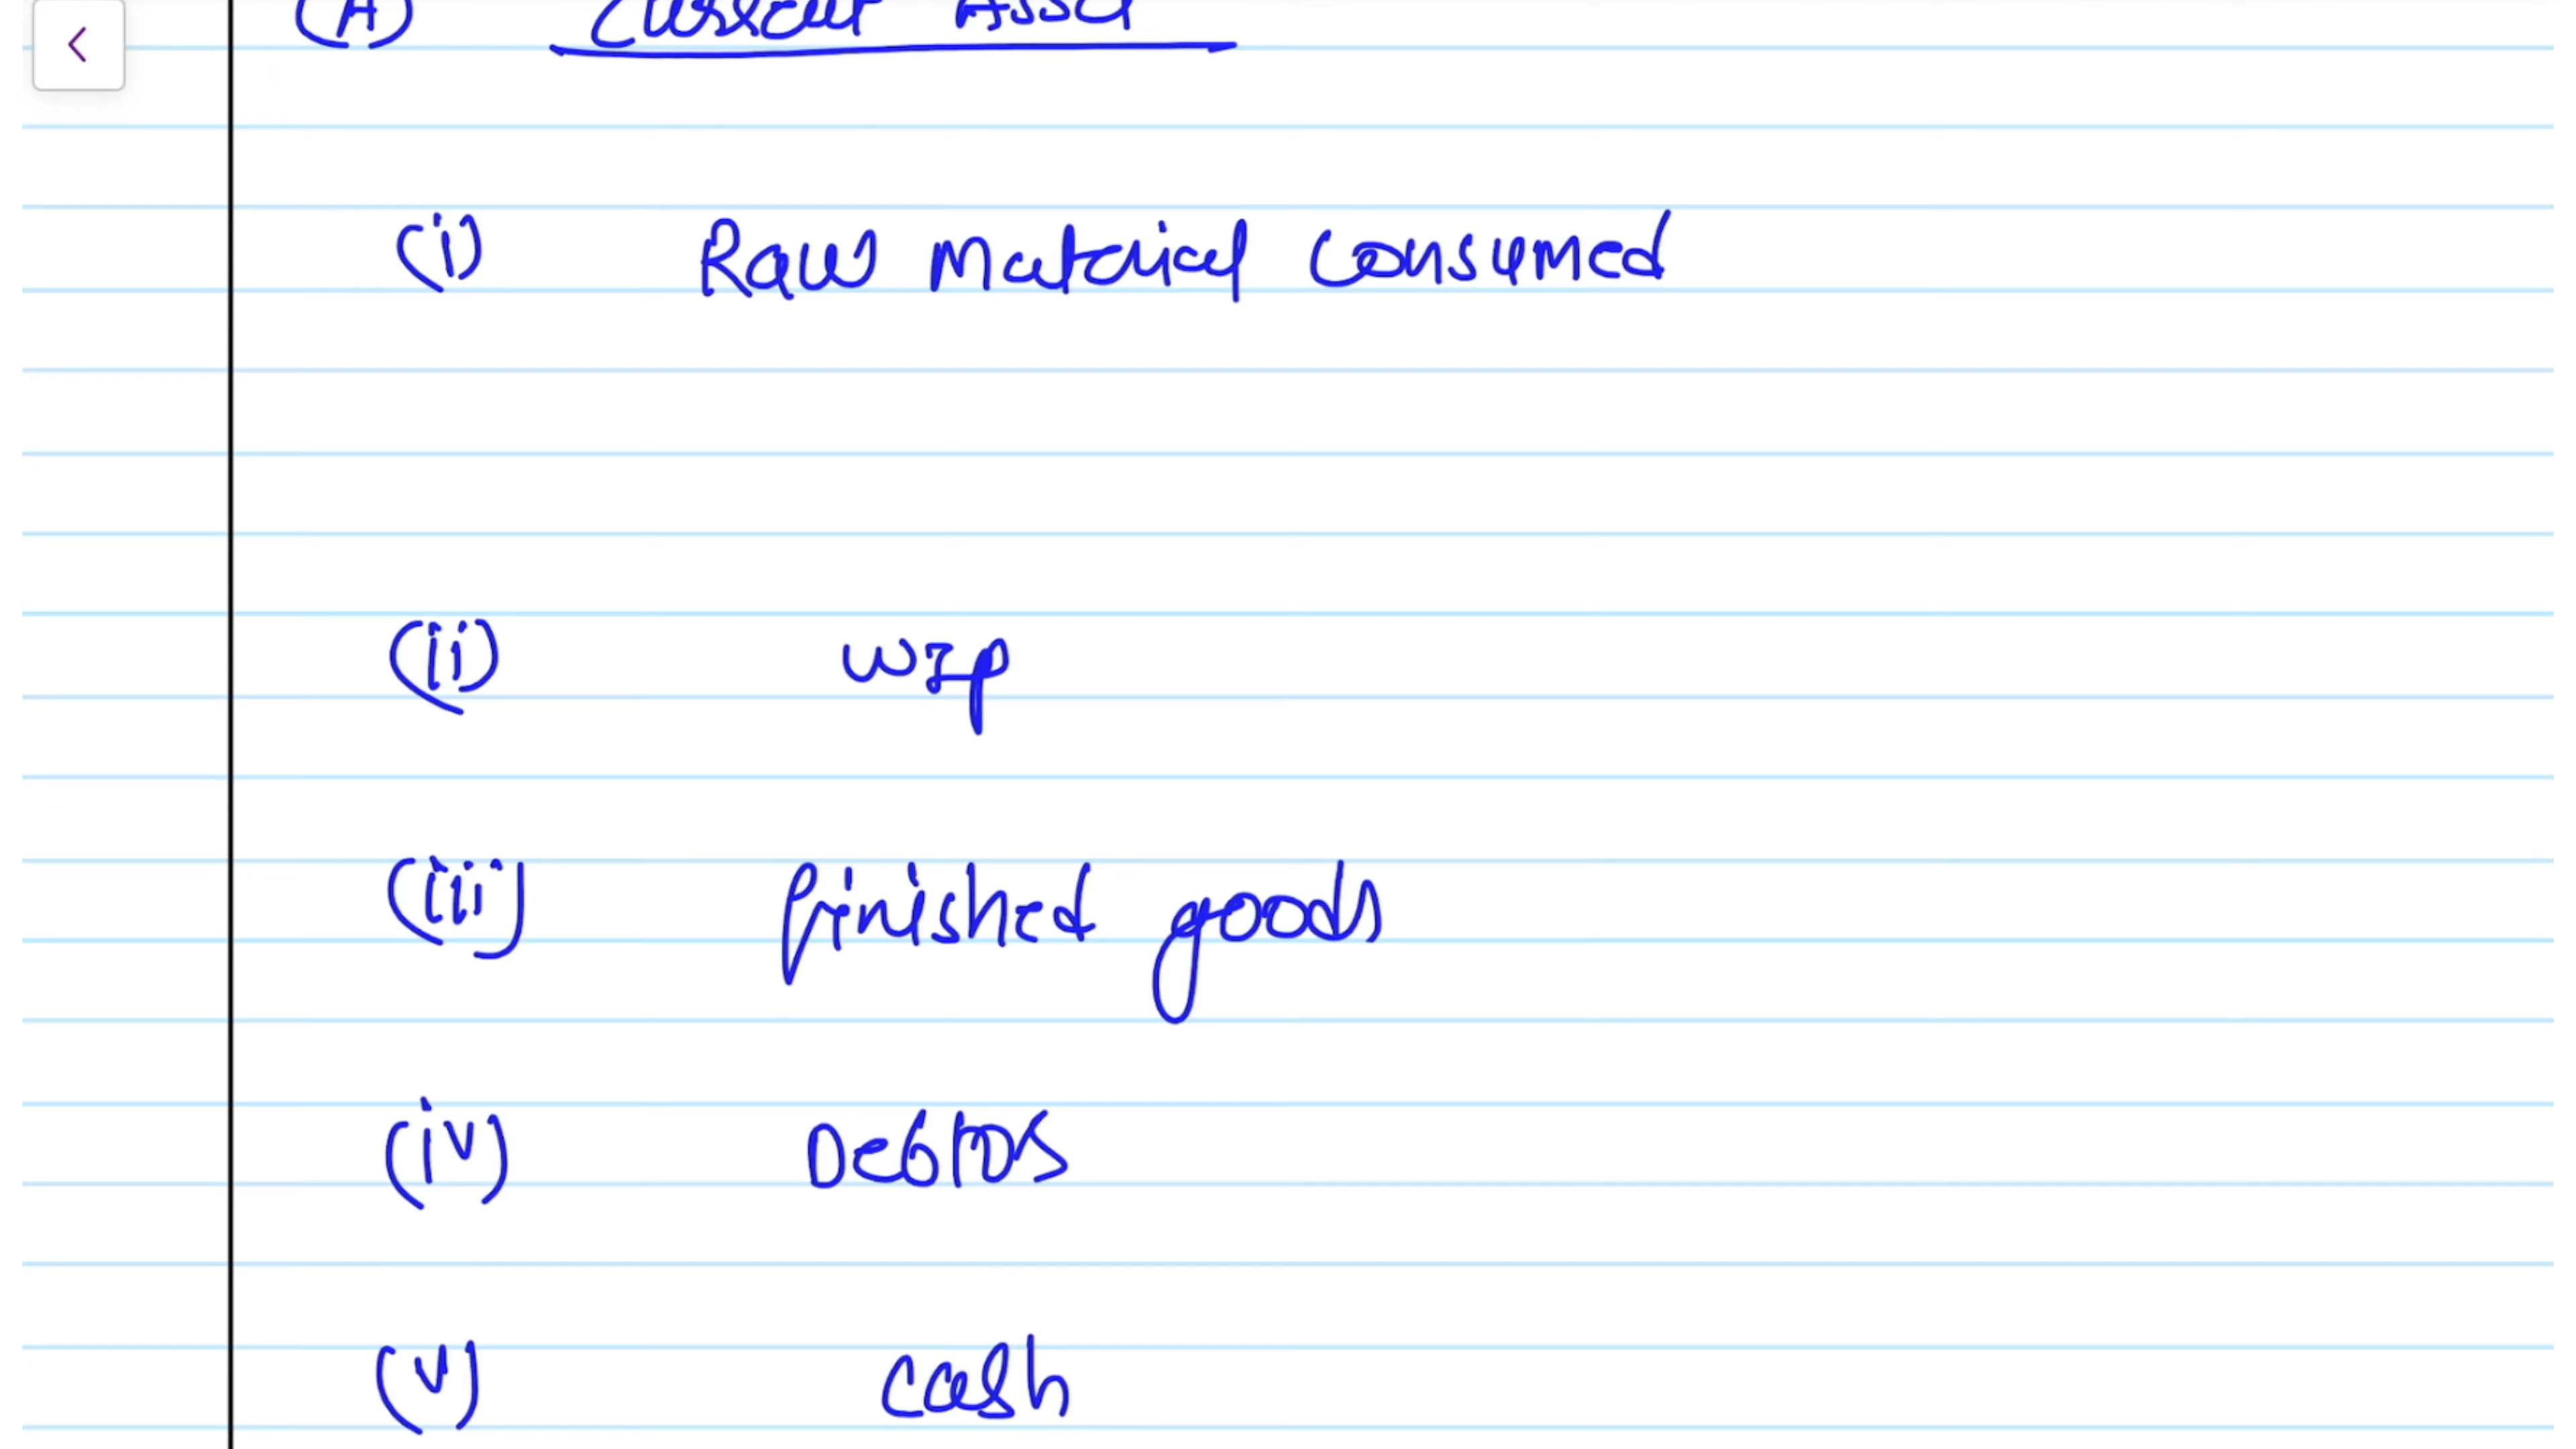 (A) Current Asset
(i) Raw Material Consumed
(ii) WIP
(iii) finished goods
(iv) Debtors
(v) cash